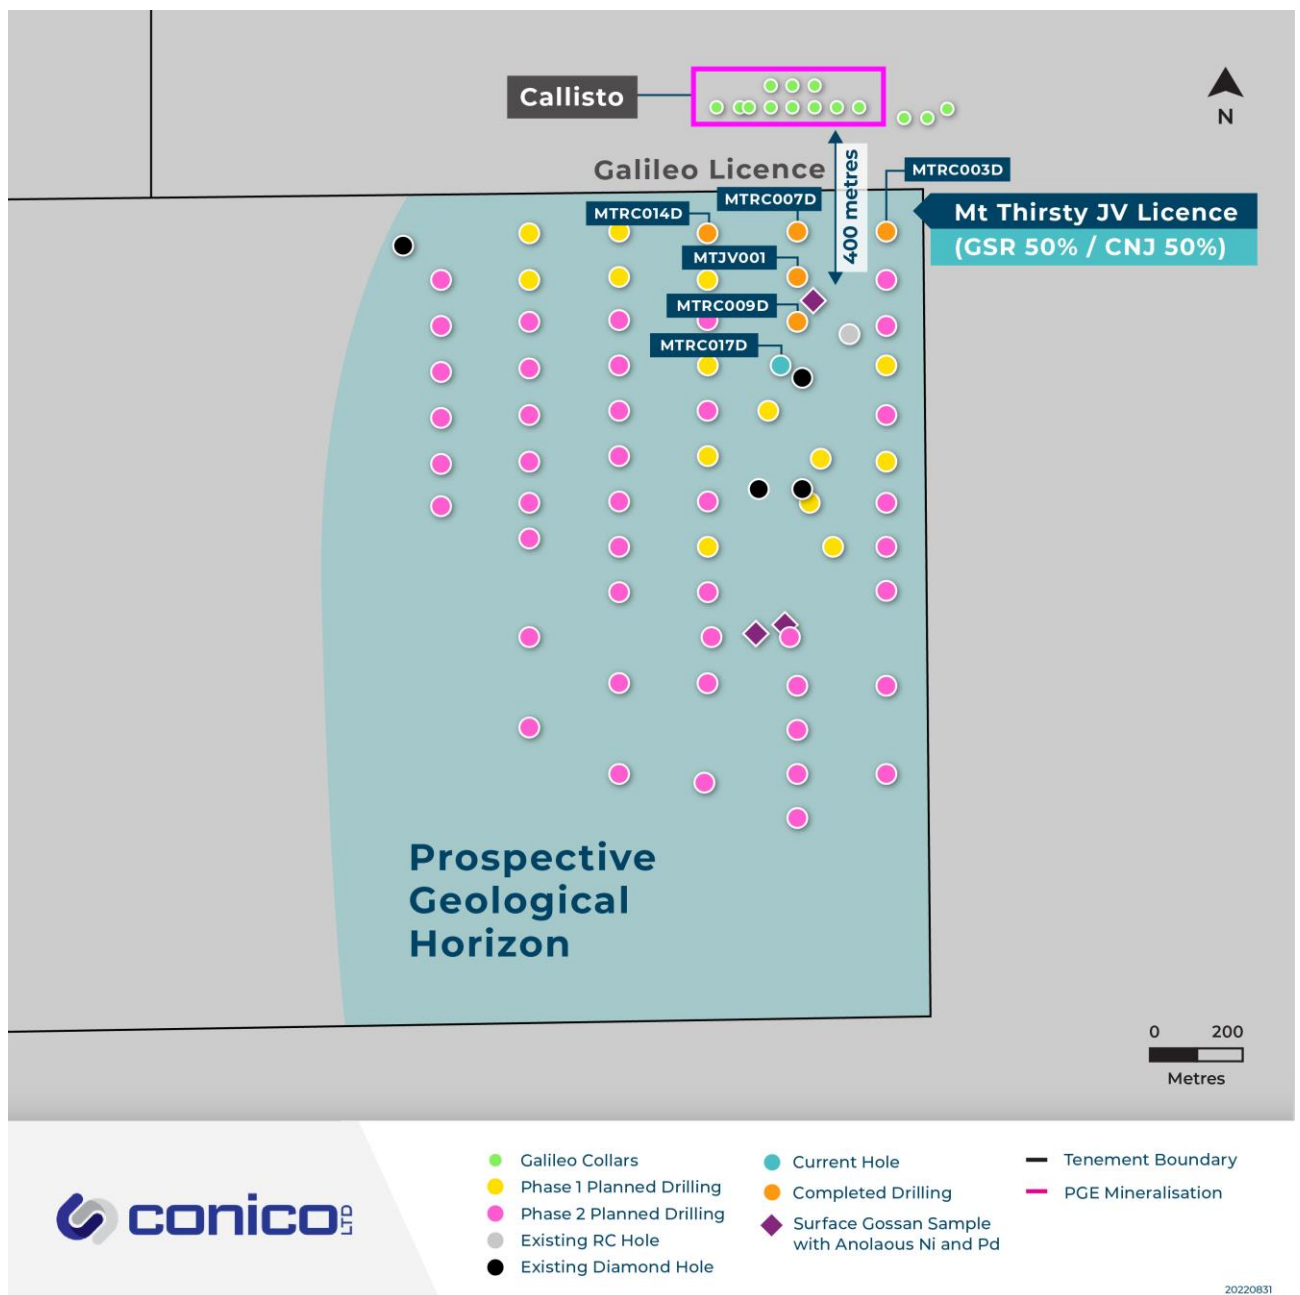 Callisto
N
Galileo Licence
400 metres
MTRC003D
MTRC007D
MTRC014D
Mt Thirsty JV Licence
(GSR 50% / CNJ 50%)
MTJV001
MTRC009D
MTRC017D
Prospective
Geological
Horizon
0 200
Metres
conico LTD
Galileo Collars
Phase 1 Planned Drilling
Phase 2 Planned Drilling
Existing RC Hole
Existing Diamond Hole
Current Hole
Completed Drilling
Surface Gossan Sample
with Anolaous Ni and Pd
Tenement Boundary
PGE Mineralisation
20220831